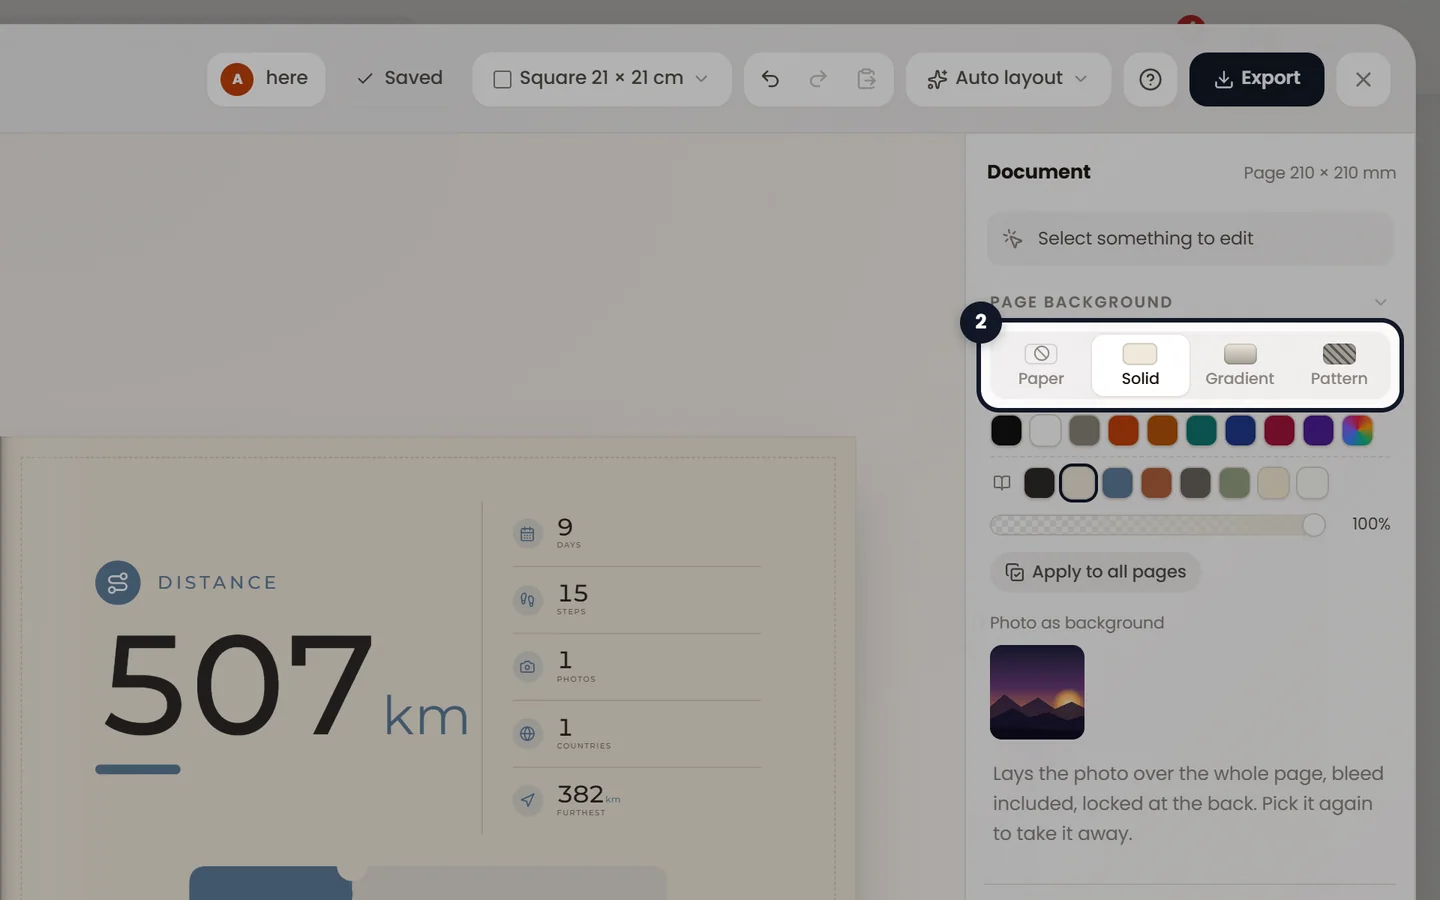 A here
Saved
Square 21 × 21 cm
Auto layout
Export
Document
Page 210 × 210 mm
Select something to edit
PAGE BACKGROUND
2
Paper
Solid
Gradient
Pattern
100%
Apply to all pages
Photo as background
Lays the photo over the whole page, bleed
included, locked at the back. Pick it again
to take it away.
DISTANCE
507 km
9
DAYS
15
STEPS
1
PHOTOS
1
COUNTRIES
382 km
FURTHEST